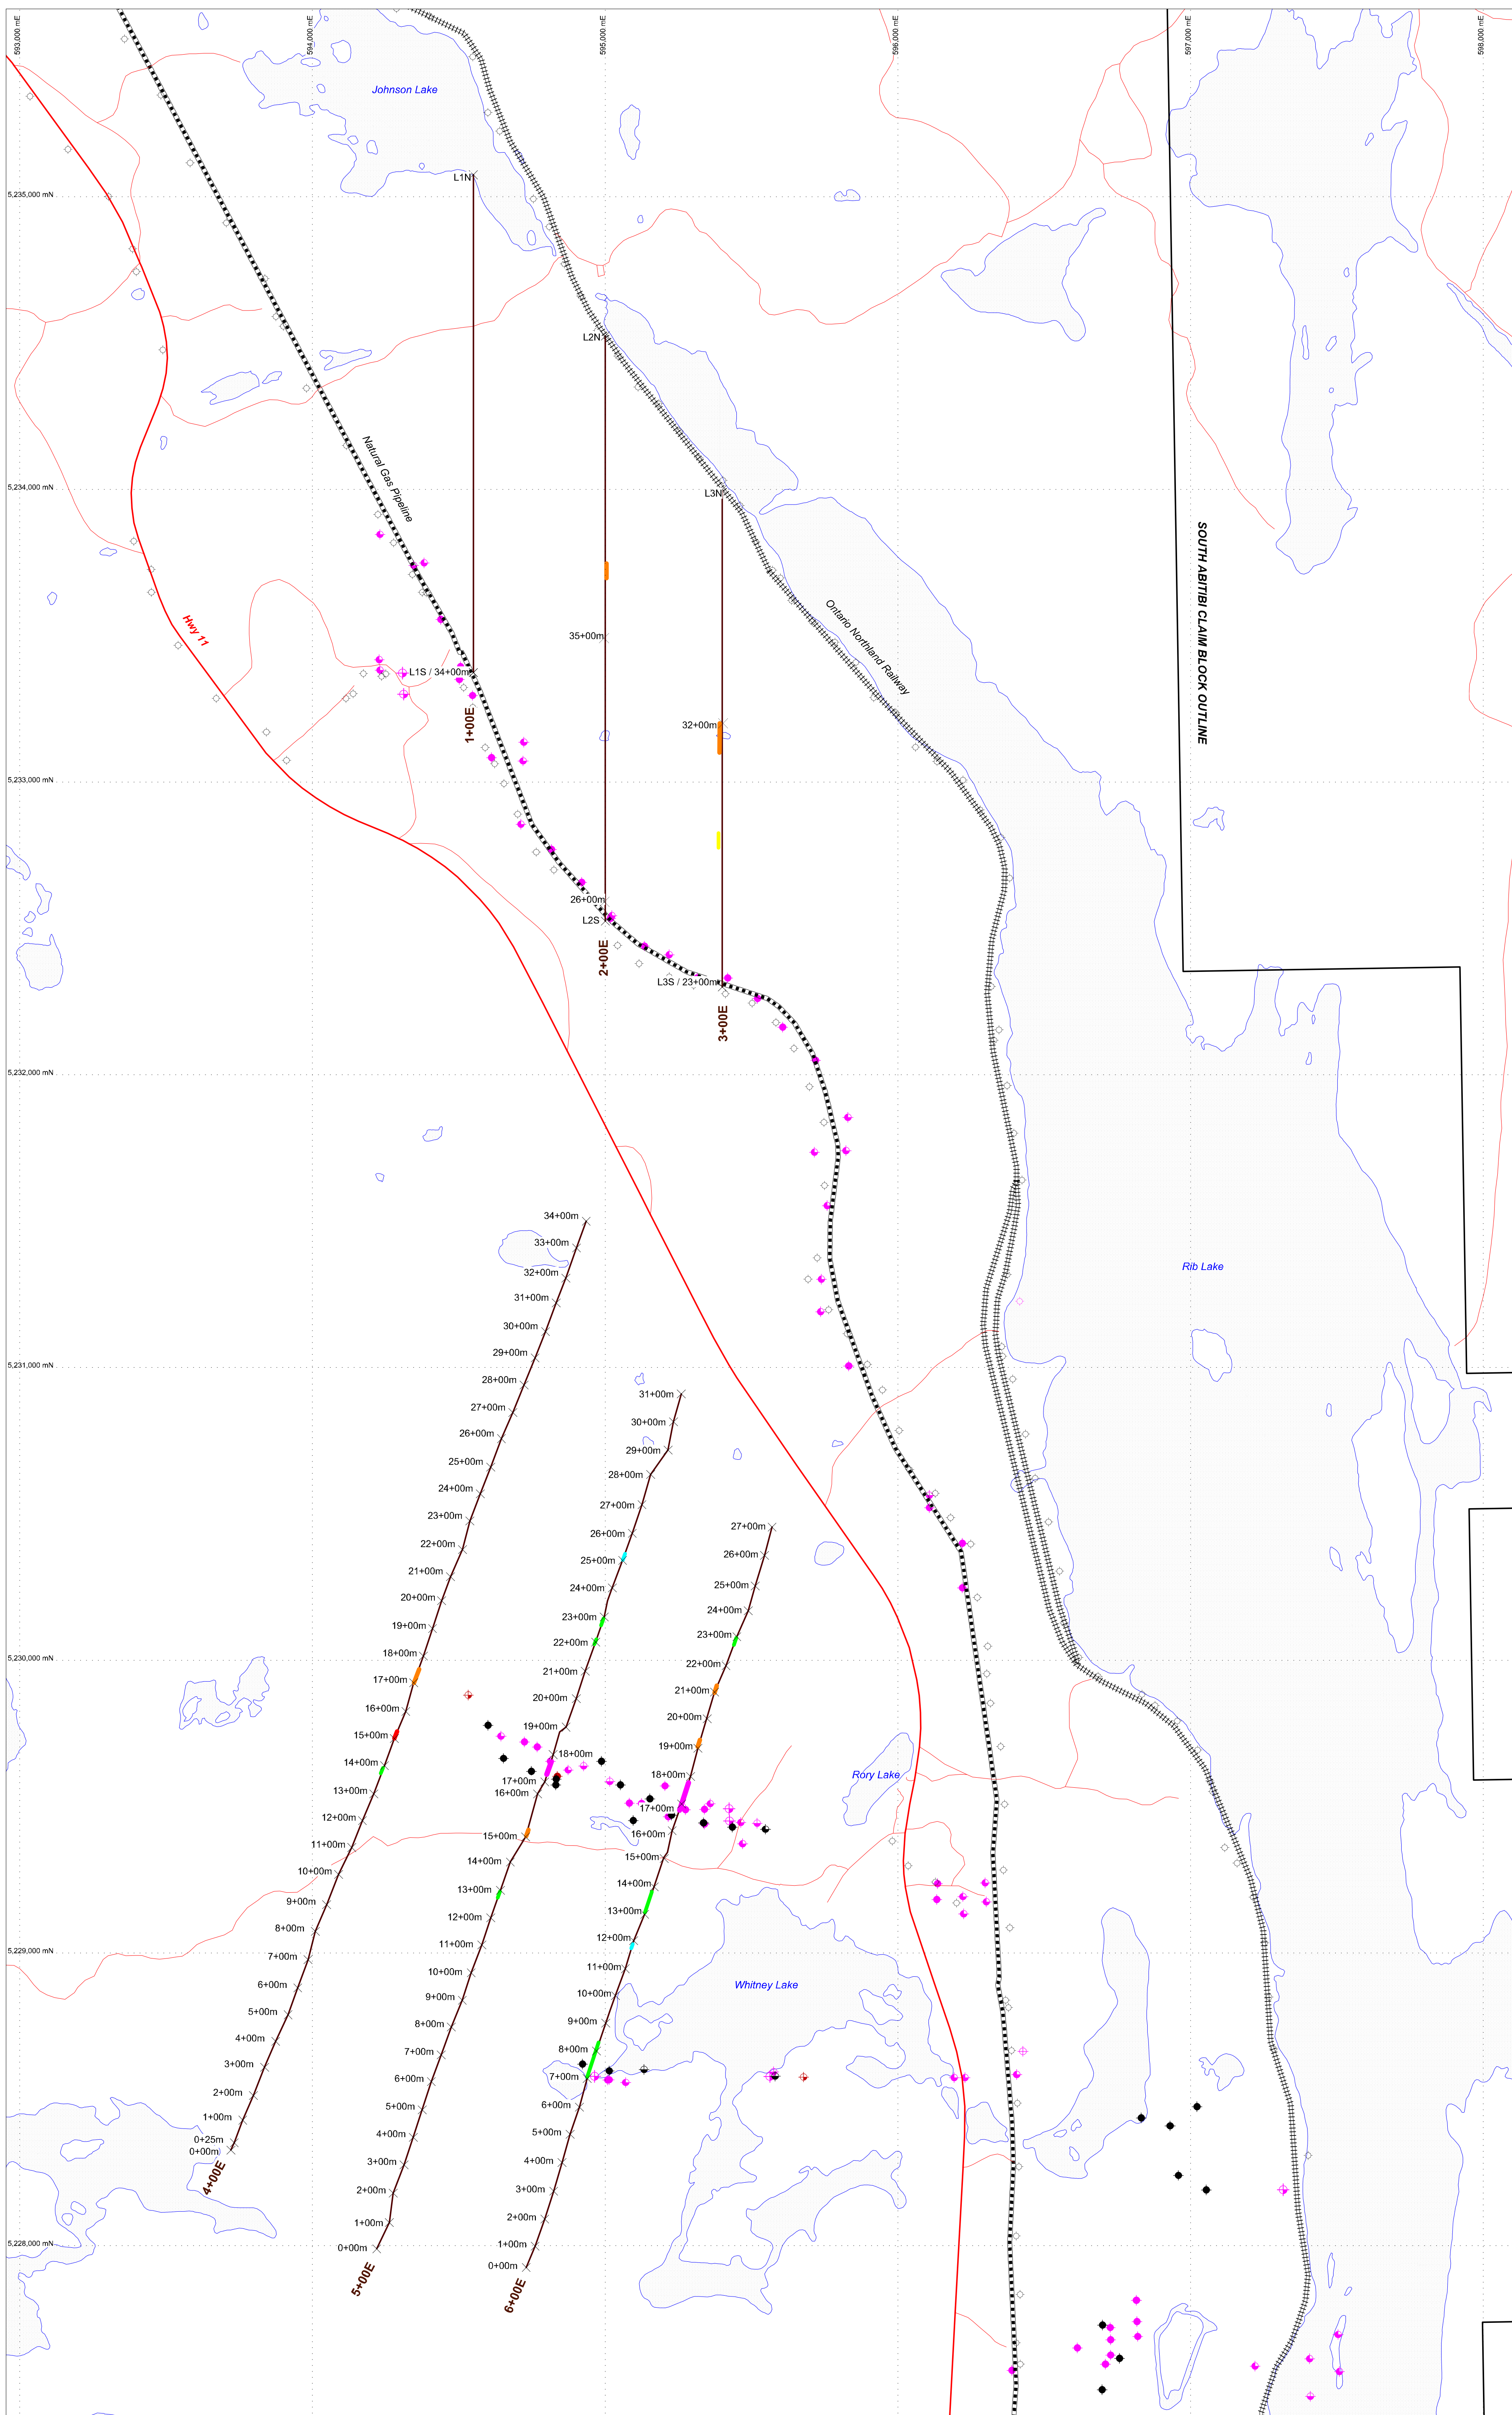 593,000 mE
594,000 mE
595,000 mE
596,000 mE
597,000 mE
598,000 mE
Johnson Lake
L1N
5,235,000 mN
L2N
Natural Gas Pipeline
5,234,000 mN
L3N
SOUTH ABITIBI CLAIM BLOCK OUTLINE
Hwy 11
35+00m
Ontario Northland Railway
L1S / 34+00m
1+00E
32+00m
5,233,000 mN
26+00m
L2S
2+00E
L3S / 23+00m
3+00E
5,232,000 mN
Rib Lake
5,231,000 mN
34+00m
33+00m
32+00m
31+00m
30+00m
29+00m
28+00m
27+00m
26+00m
25+00m
24+00m
23+00m
22+00m
21+00m
20+00m
19+00m
18+00m
17+00m
16+00m
15+00m
14+00m
13+00m
12+00m
11+00m
10+00m
9+00m
8+00m
7+00m
6+00m
5+00m
4+00m
3+00m
2+00m
1+00m
0+25m
0+00m
4+00E
31+00m
30+00m
29+00m
28+00m
27+00m
26+00m
25+00m
24+00m
23+00m
22+00m
21+00m
20+00m
19+00m
18+00m
17+00m
16+00m
15+00m
14+00m
13+00m
12+00m
11+00m
10+00m
9+00m
8+00m
7+00m
6+00m
5+00m
4+00m
3+00m
2+00m
1+00m
0+00m
5+00E
27+00m
26+00m
25+00m
24+00m
23+00m
22+00m
21+00m
20+00m
19+00m
18+00m
17+00m
16+00m
15+00m
14+00m
13+00m
12+00m
11+00m
10+00m
9+00m
8+00m
7+00m
6+00m
5+00m
4+00m
3+00m
2+00m
1+00m
0+00m
6+00E
5,230,000 mN
Rory Lake
5,229,000 mN
Whitney Lake
5,228,000 mN